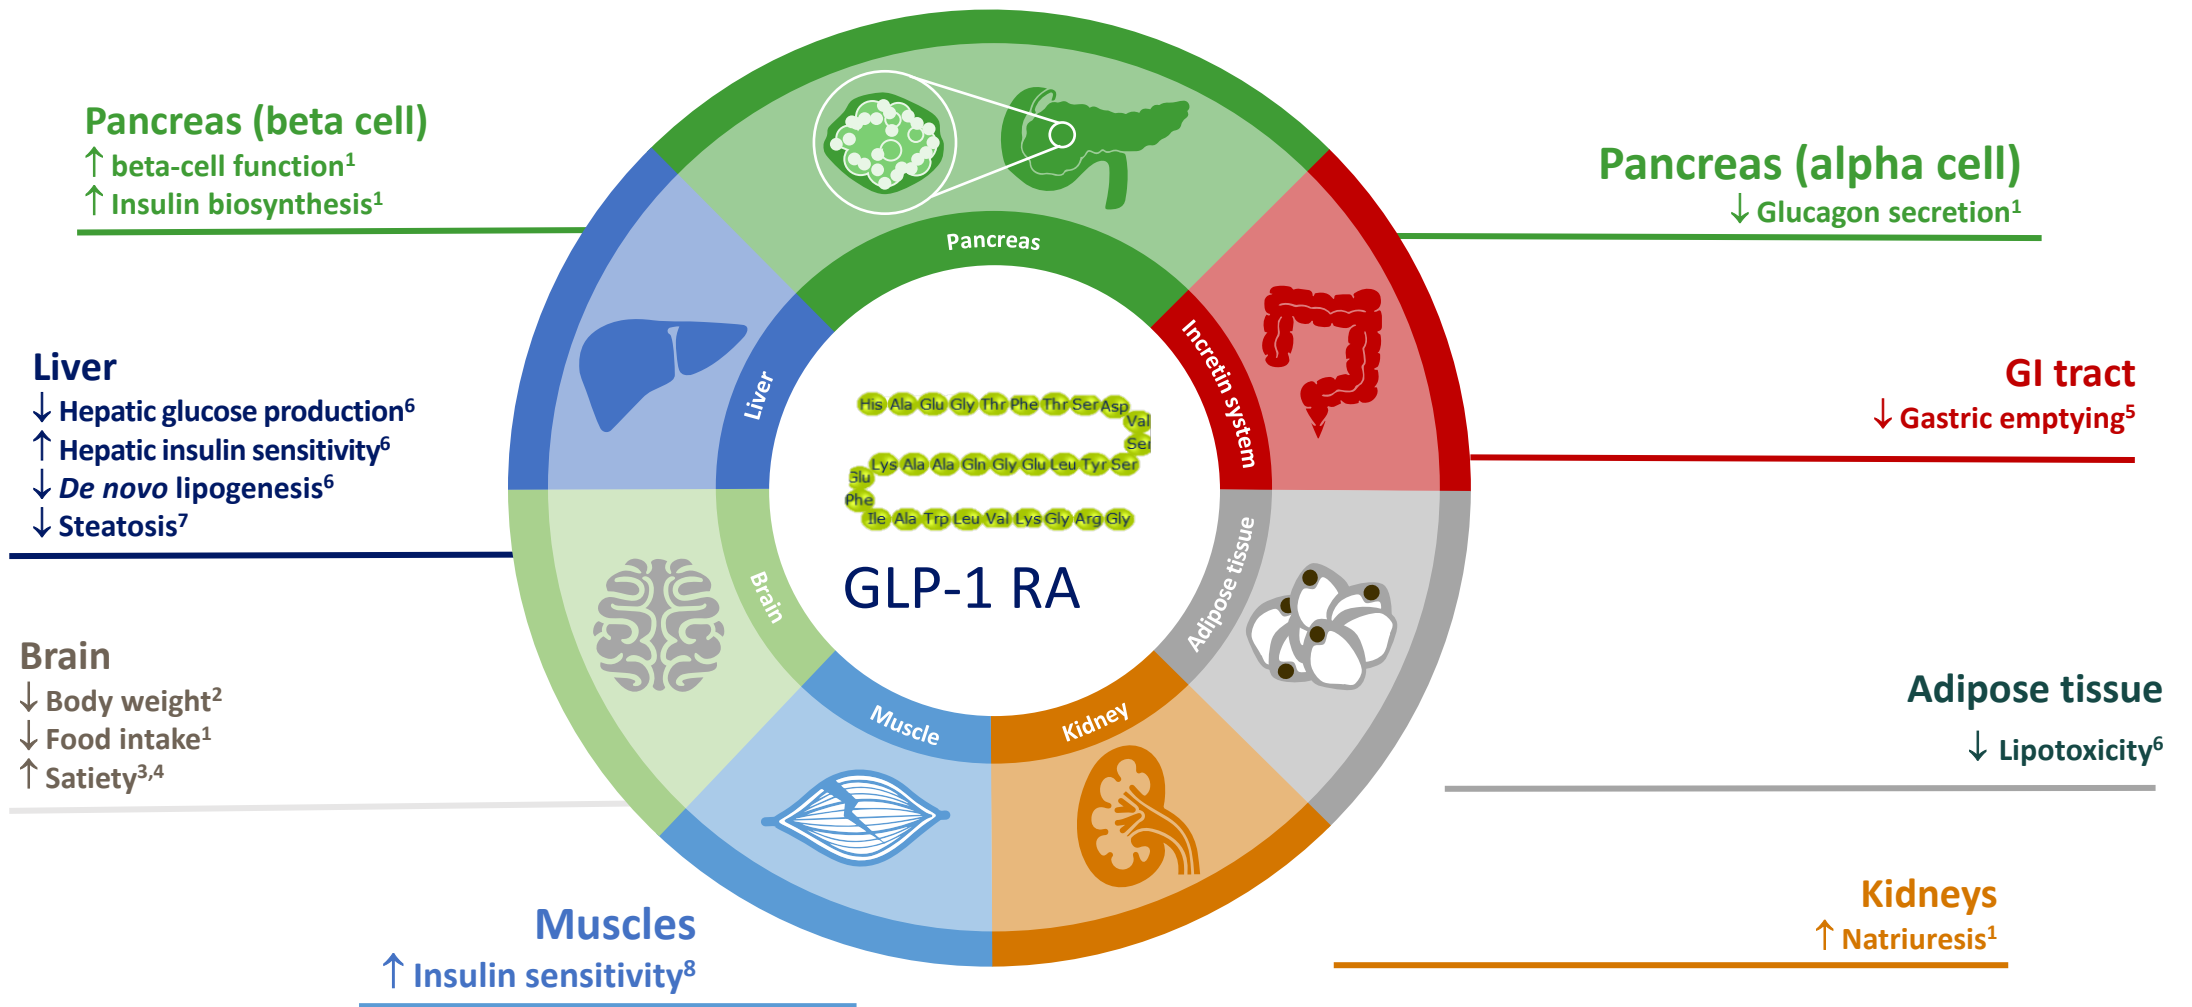 Pancreas (beta cell)
↑ beta-cell function¹
↑ Insulin biosynthesis¹
Pancreas (alpha cell)
↓ Glucagon secretion¹
Liver
↓ Hepatic glucose production⁶
↑ Hepatic insulin sensitivity⁶
↓ De novo lipogenesis⁶
↓ Steatosis⁷
GI tract
↓ Gastric emptying⁵
Brain
↓ Body weight²
↓ Food intake¹
↑ Satiety³,⁴
Adipose tissue
↓ Lipotoxicity⁶
Muscles
↑ Insulin sensitivity⁸
Kidneys
↑ Natriuresis¹
Pancreas
Incretin system
Adipose tissue
Kidney
Muscle
Brain
Liver
His Ala Glu Gly Thr Phe Thr Ser Asp
Val
Ser
Lys Ala Ala Gln Gly Glu Leu Tyr Ser
Glu
Phe
Ile Ala Trp Leu Val Lys Gly Arg Gly
GLP-1 RA